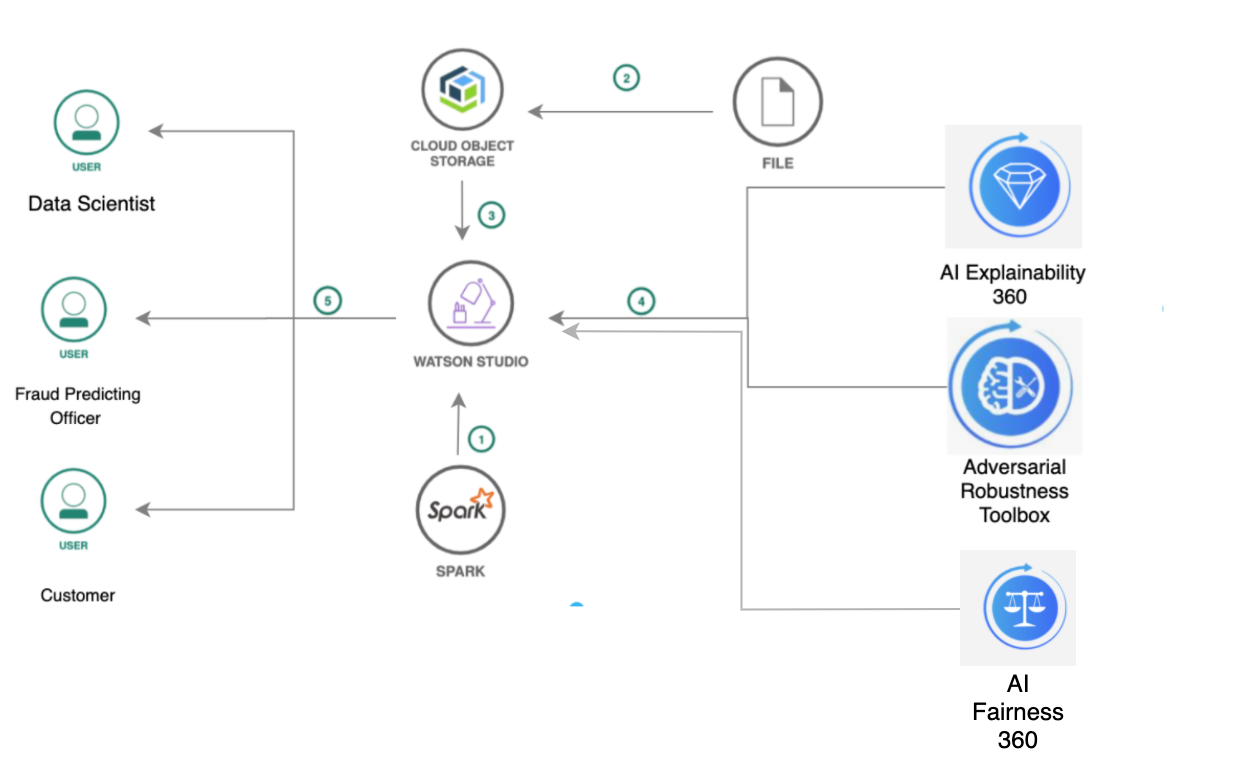 2
CLOUD OBJECT
STORAGE
FILE
USER
Data Scientist
3
AI Explainability
360
5
4
USER
WATSON STUDIO
Fraud Predicting
Officer
1
Adversarial
Robustness
Toolbox
Spark
USER
SPARK
Customer
AI
Fairness
360